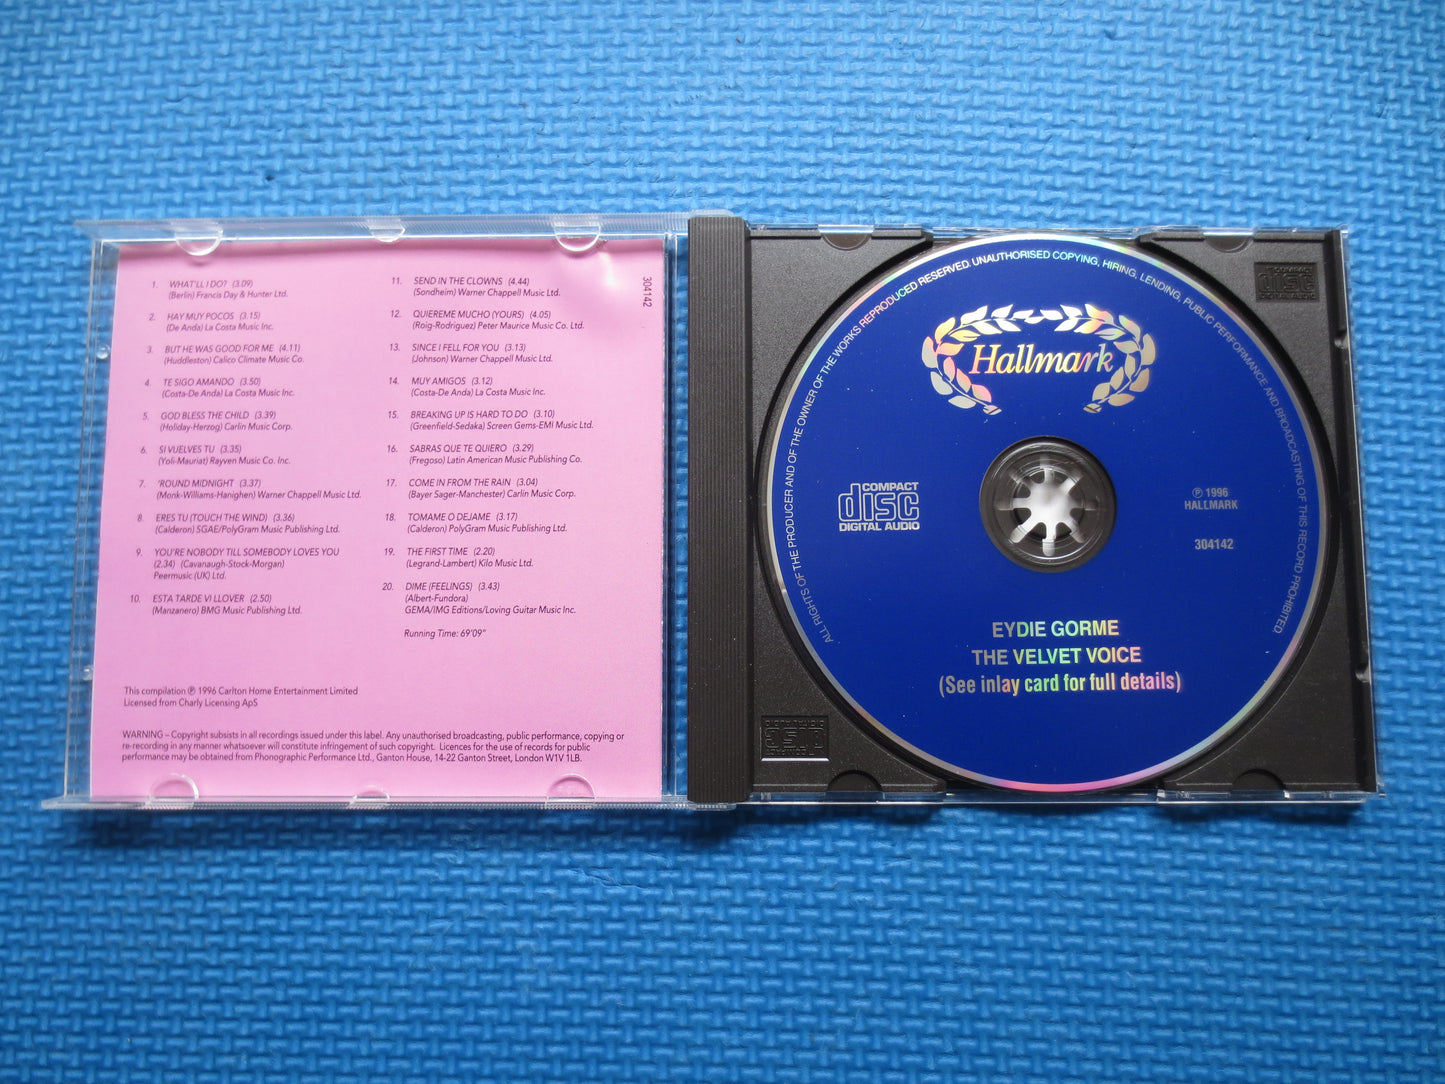 1. WHAT'LL I DO? (3.09)
(Berlin) Francis Day & Hunter Ltd.
2. HAY MUY POCOS (3.15)
(De Anda) La Costa Music Inc.
3. BUT HE WAS GOOD FOR ME (4.11)
(Huddleston) Calico Climate Music Co.
4. TE SIGO AMANDO (3.50)
(Costa-De Anda) La Costa Music Inc.
5. GOD BLESS THE CHILD (3.39)
(Holiday-Herzog) Carlin Music Corp.
6. SI VUELVES TU (3.35)
(Yoli-Mauriat) Rayven Music Co. Inc.
7. 'ROUND MIDNIGHT (3.37)
(Monk-Williams-Hanighen) Warner Chappell Music Ltd.
8. ERES TU (TOUCH THE WIND) (3.36)
(Calderon) SGAE/PolyGram Music Publishing Ltd.
9. YOU'RE NOBODY TILL SOMEBODY LOVES YOU
(2.34) (Cavanaugh-Stock-Morgan)
Peermusic (UK) Ltd.
10. ESTA TARDE VI LLOVER (2.50)
(Manzanero) BMG Music Publishing Ltd.
11. SEND IN THE CLOWNS (4.44)
(Sondheim) Warner Chappell Music Ltd.
12. QUIEREME MUCHO (YOURS) (4.05)
(Roig-Rodriguez) Peter Maurice Music Co. Ltd.
13. SINCE I FELL FOR YOU (3.13)
(Johnson) Warner Chappell Music Ltd.
14. MUY AMIGOS (3.12)
(Costa-De Anda) La Costa Music Inc.
15. BREAKING UP IS HARD TO DO (3.10)
(Greenfield-Sedaka) Screen Gems-EMI Music Ltd.
16. SABRAS QUE TE QUIERO (3.29)
(Fregoso) Latin American Music Publishing Co.
17. COME IN FROM THE RAIN (3.04)
(Bayer Sager-Manchester) Carlin Music Corp.
18. TOMAME O DEJAME (3.17)
(Calderon) PolyGram Music Publishing Ltd.
19. THE FIRST TIME (2.20)
(Legrand-Lambert) Kilo Music Ltd.
20. DIME (FEELINGS) (3.43)
(Albert-Fundora)
GEMA/IMG Editions/Loving Guitar Music Inc.
Running Time: 69'09"
304142
This compilation ℗ 1996 Carlton Home Entertainment Limited
Licensed from Charly Licensing ApS
WARNING – Copyright subsists in all recordings issued under this label. Any unauthorised broadcasting, public performance, copying or
re-recording in any manner whatsoever will constitute infringement of such copyright. Licences for the use of records for public
performance may be obtained from Phonographic Performance Ltd., Ganton House, 14-22 Ganton Street, London W1V 1LB.
ALL RIGHTS OF THE PRODUCER AND OF THE OWNER OF THE WORKS REPRODUCED RESERVED. UNAUTHORISED COPYING, HIRING, LENDING, PUBLIC PERFORMANCE AND BROADCASTING OF THIS RECORD PROHIBITED.
Hallmark
COMPACT
disc
DIGITAL AUDIO
℗ 1996
HALLMARK
304142
EYDIE GORME
THE VELVET VOICE
(See inlay card for full details)
COMPACT
disc
DIGITAL AUDIO
COMPACT
disc
DIGITAL AUDIO